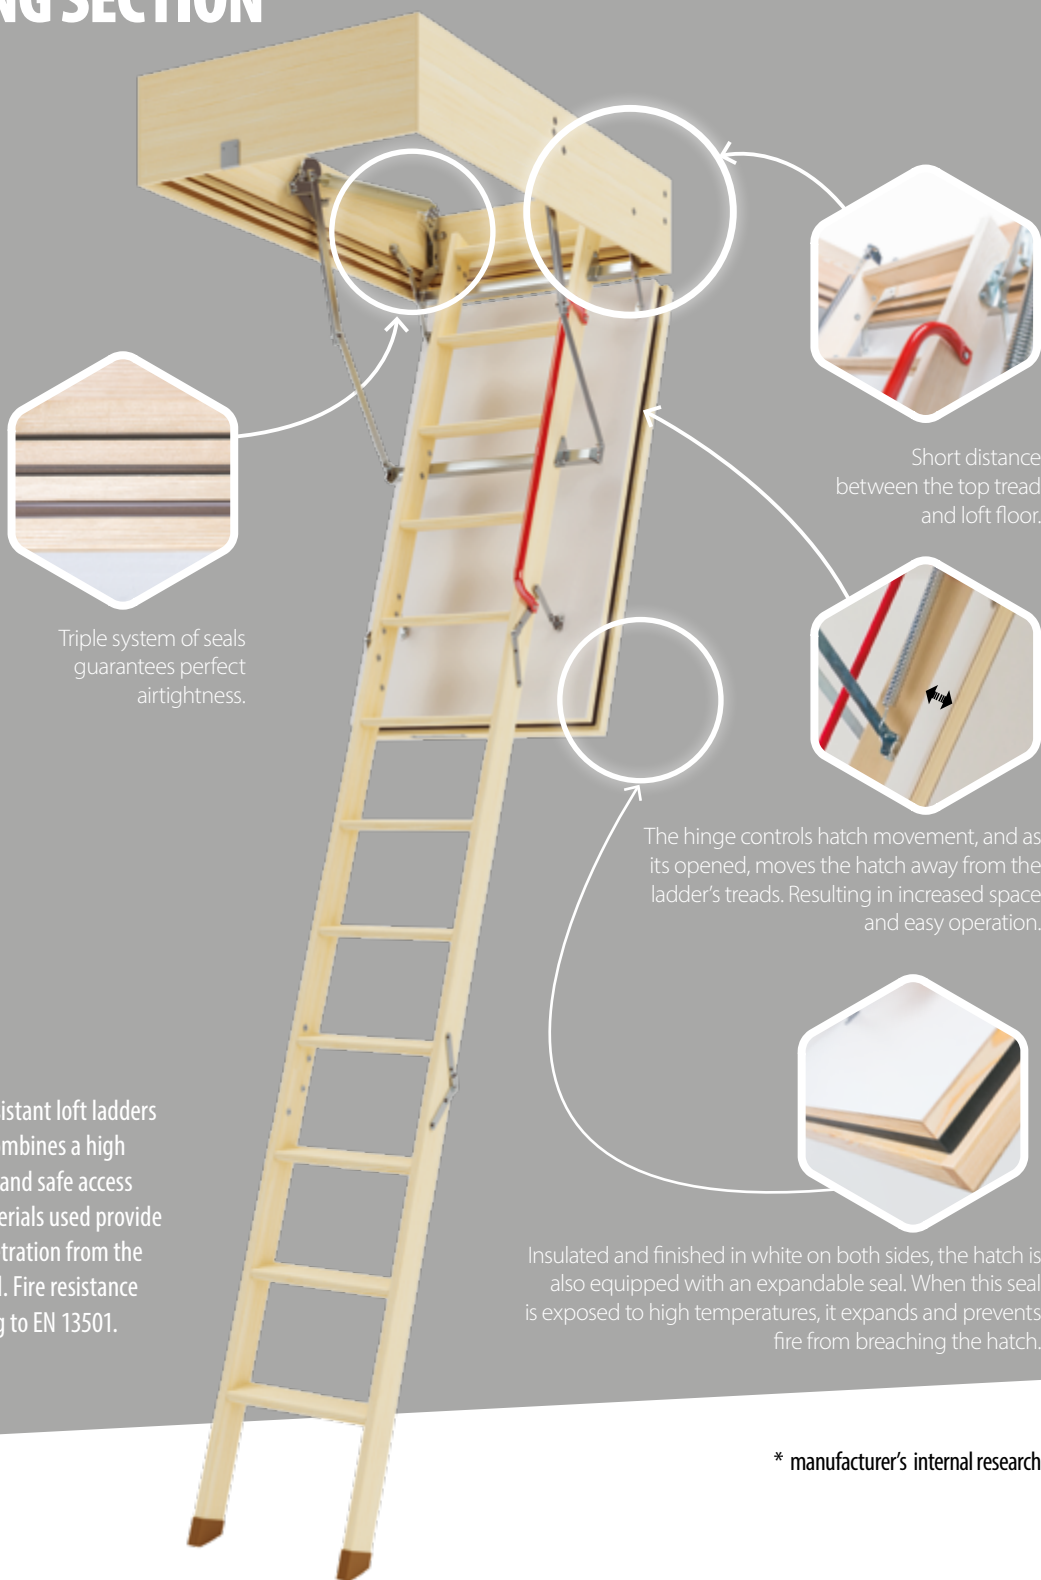 NG SECTION
Short distance
between the top tread
and loft floor.
Triple system of seals
guarantees perfect
airtightness.
The hinge controls hatch movement, and as
its opened, moves the hatch away from the
ladder’s treads. Resulting in increased space
and easy operation.
istant loft ladders
mbines a high
and safe access
erials used provide
tration from the
l. Fire resistance
g to EN 13501.
Insulated and finished in white on both sides, the hatch is
also equipped with an expandable seal. When this seal
is exposed to high temperatures, it expands and prevents
fire from breaching the hatch.
* manufacturer’s internal research